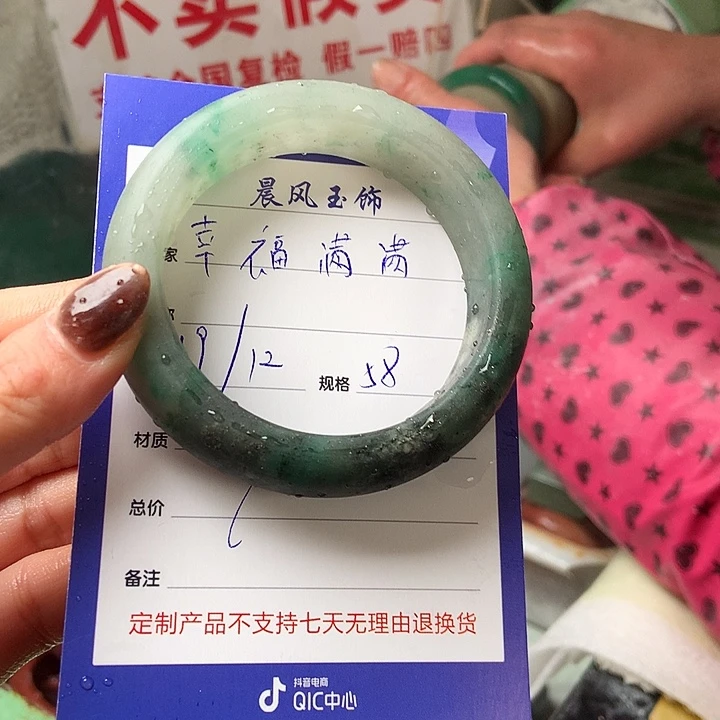 不卖假货
全国复检 假一赔四
晨风玉饰
家 幸福满满
19/12 规格 58
材质
总价
备注
定制产品不支持七天无理由退换货
抖音电商
QIC中心